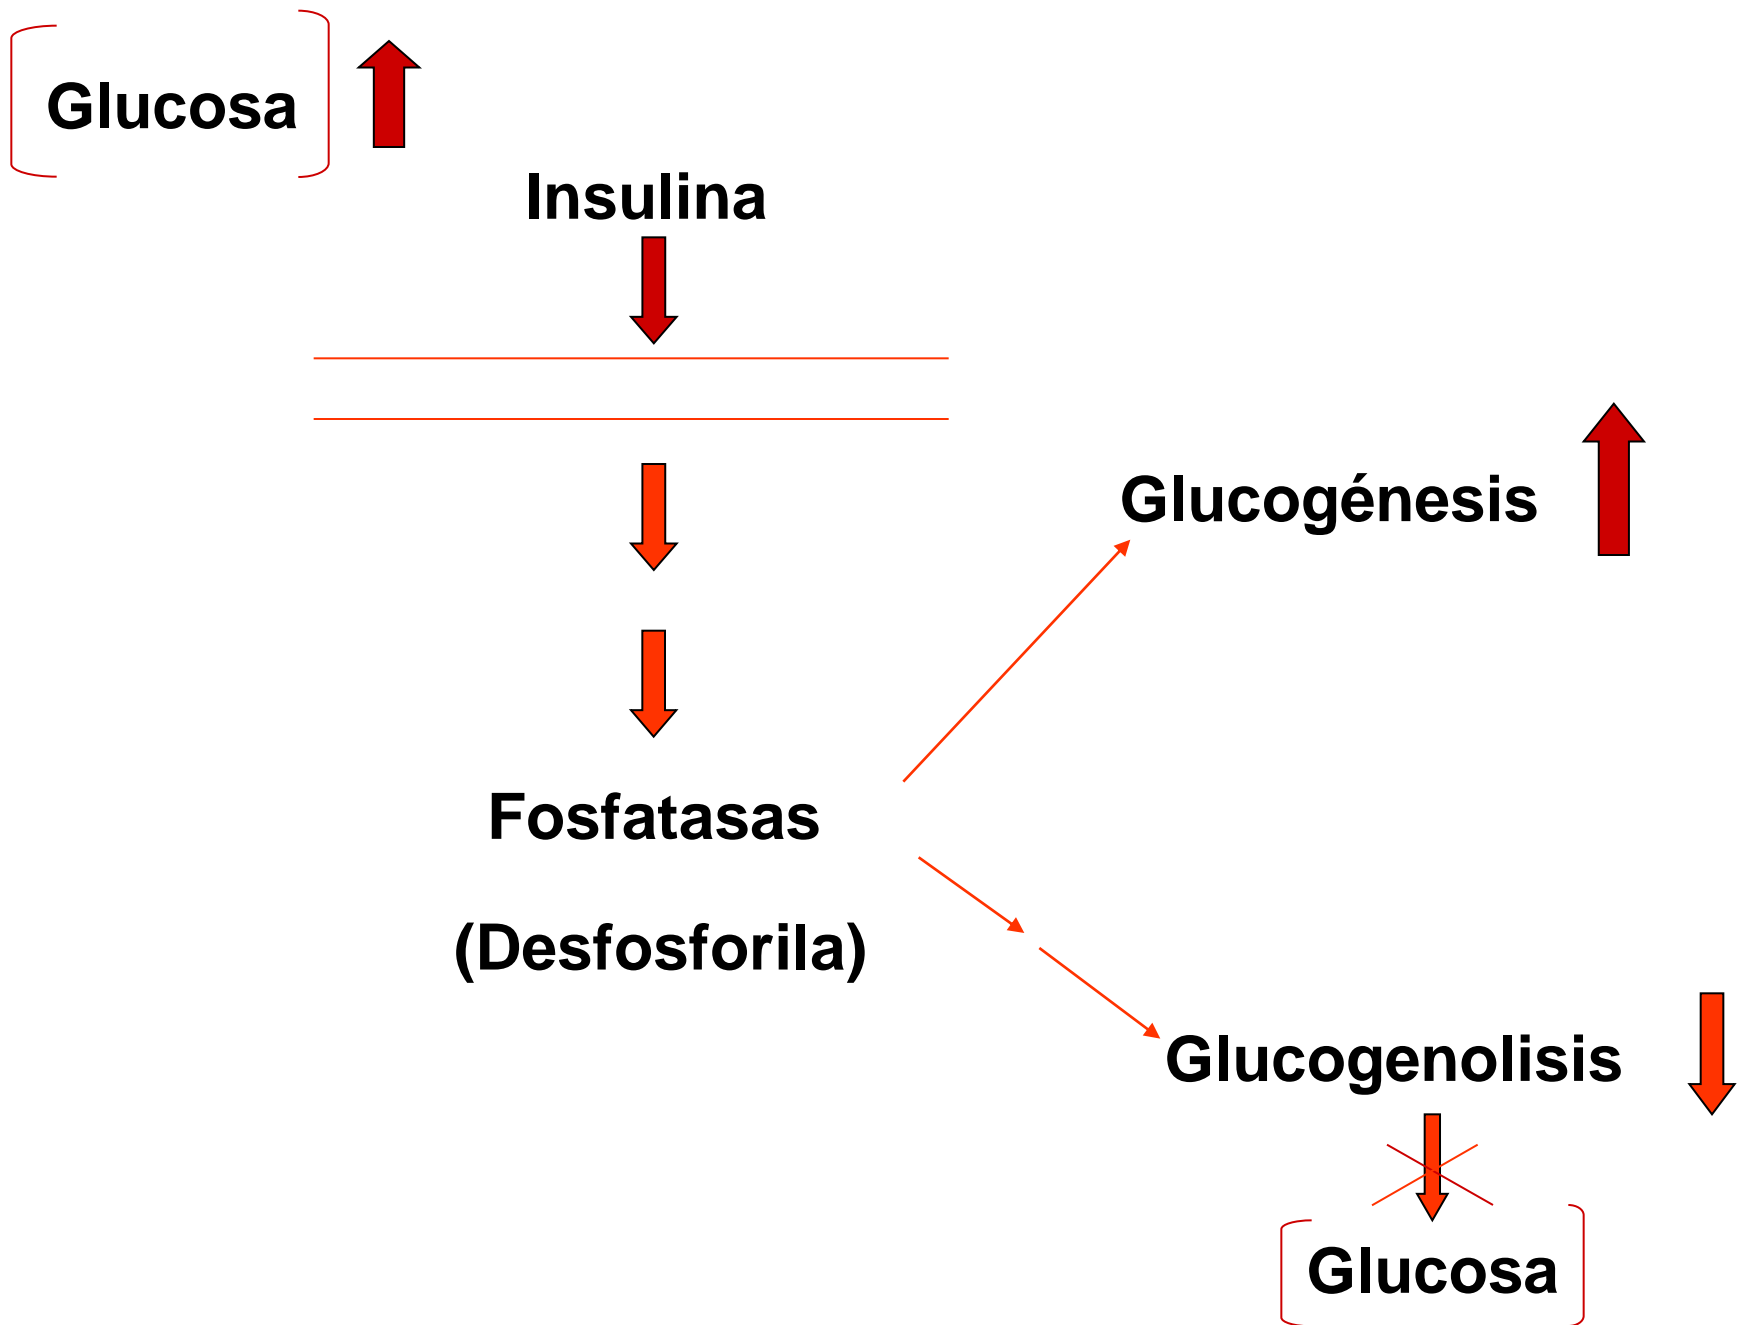 Glucosa
Insulina
Glucogénesis
Fosfatasas
(Desfosforila)
Glucogenolisis
Glucosa